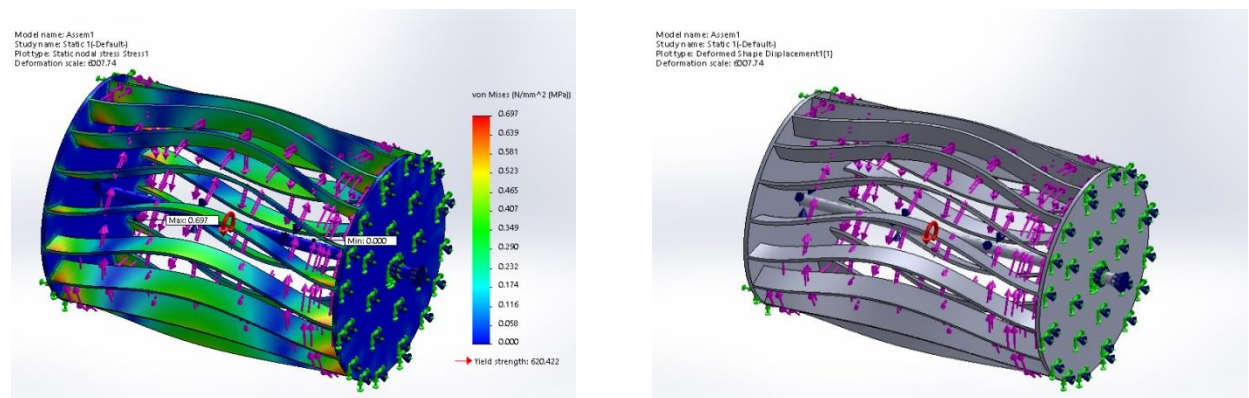 Model name: Assem1
Study name: Static 1(-Default-)
Plot type: Static nodal stress Stress1
Deformation scale: 6007.74
von Mises (N/mm^2 (MPa))
0.697
0.639
0.581
0.523
0.465
0.407
0.349
0.290
0.232
0.174
0.116
0.058
0.000
Yield strength: 620.422
Max: 0.697
Min: 0.000
Model name: Assem1
Study name: Static 1(-Default-)
Plot type: Deformed Shape Displacement1{1}
Deformation scale: 6007.74